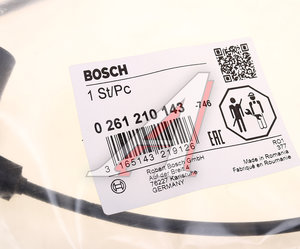 BOSCH
1 St/Pc
0 261 210 143
-746
3 165143 219126
EAC
Robert Bosch GmbH
Auf der Breit 4
76227 Karlsruhe
GERMANY
RO1
977
Made in Romania
Fabriqué en Roumanie